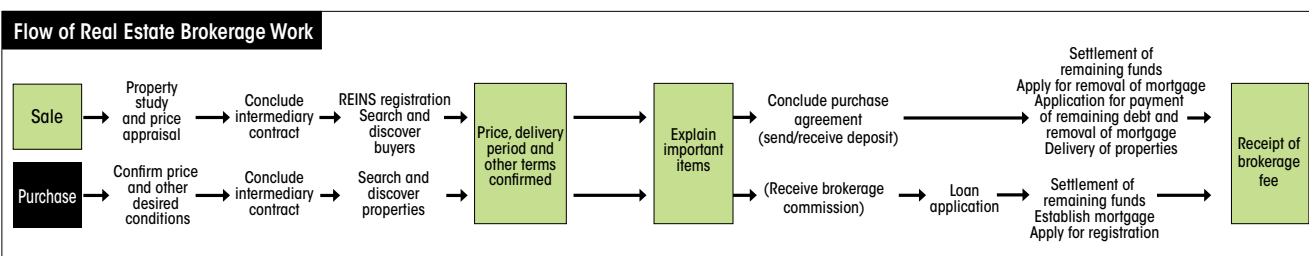 Flow of Real Estate Brokerage Work
Sale
Property
study
and price
appraisal
Conclude
intermediary
contract
REINS registration
Search and
discover
buyers
Price, delivery
period and
other terms
confirmed
Explain
important
items
Conclude purchase
agreement
(send/receive deposit)
Settlement of
remaining funds
Apply for removal of mortgage
Application for payment
of remaining debt and
removal of mortgage
Delivery of properties
Receipt of
brokerage
fee
Purchase
Confirm price
and other
desired
conditions
Conclude
intermediary
contract
Search and
discover
properties
(Receive brokerage
commission)
Loan
application
Settlement of
remaining funds
Establish mortgage
Apply for registration